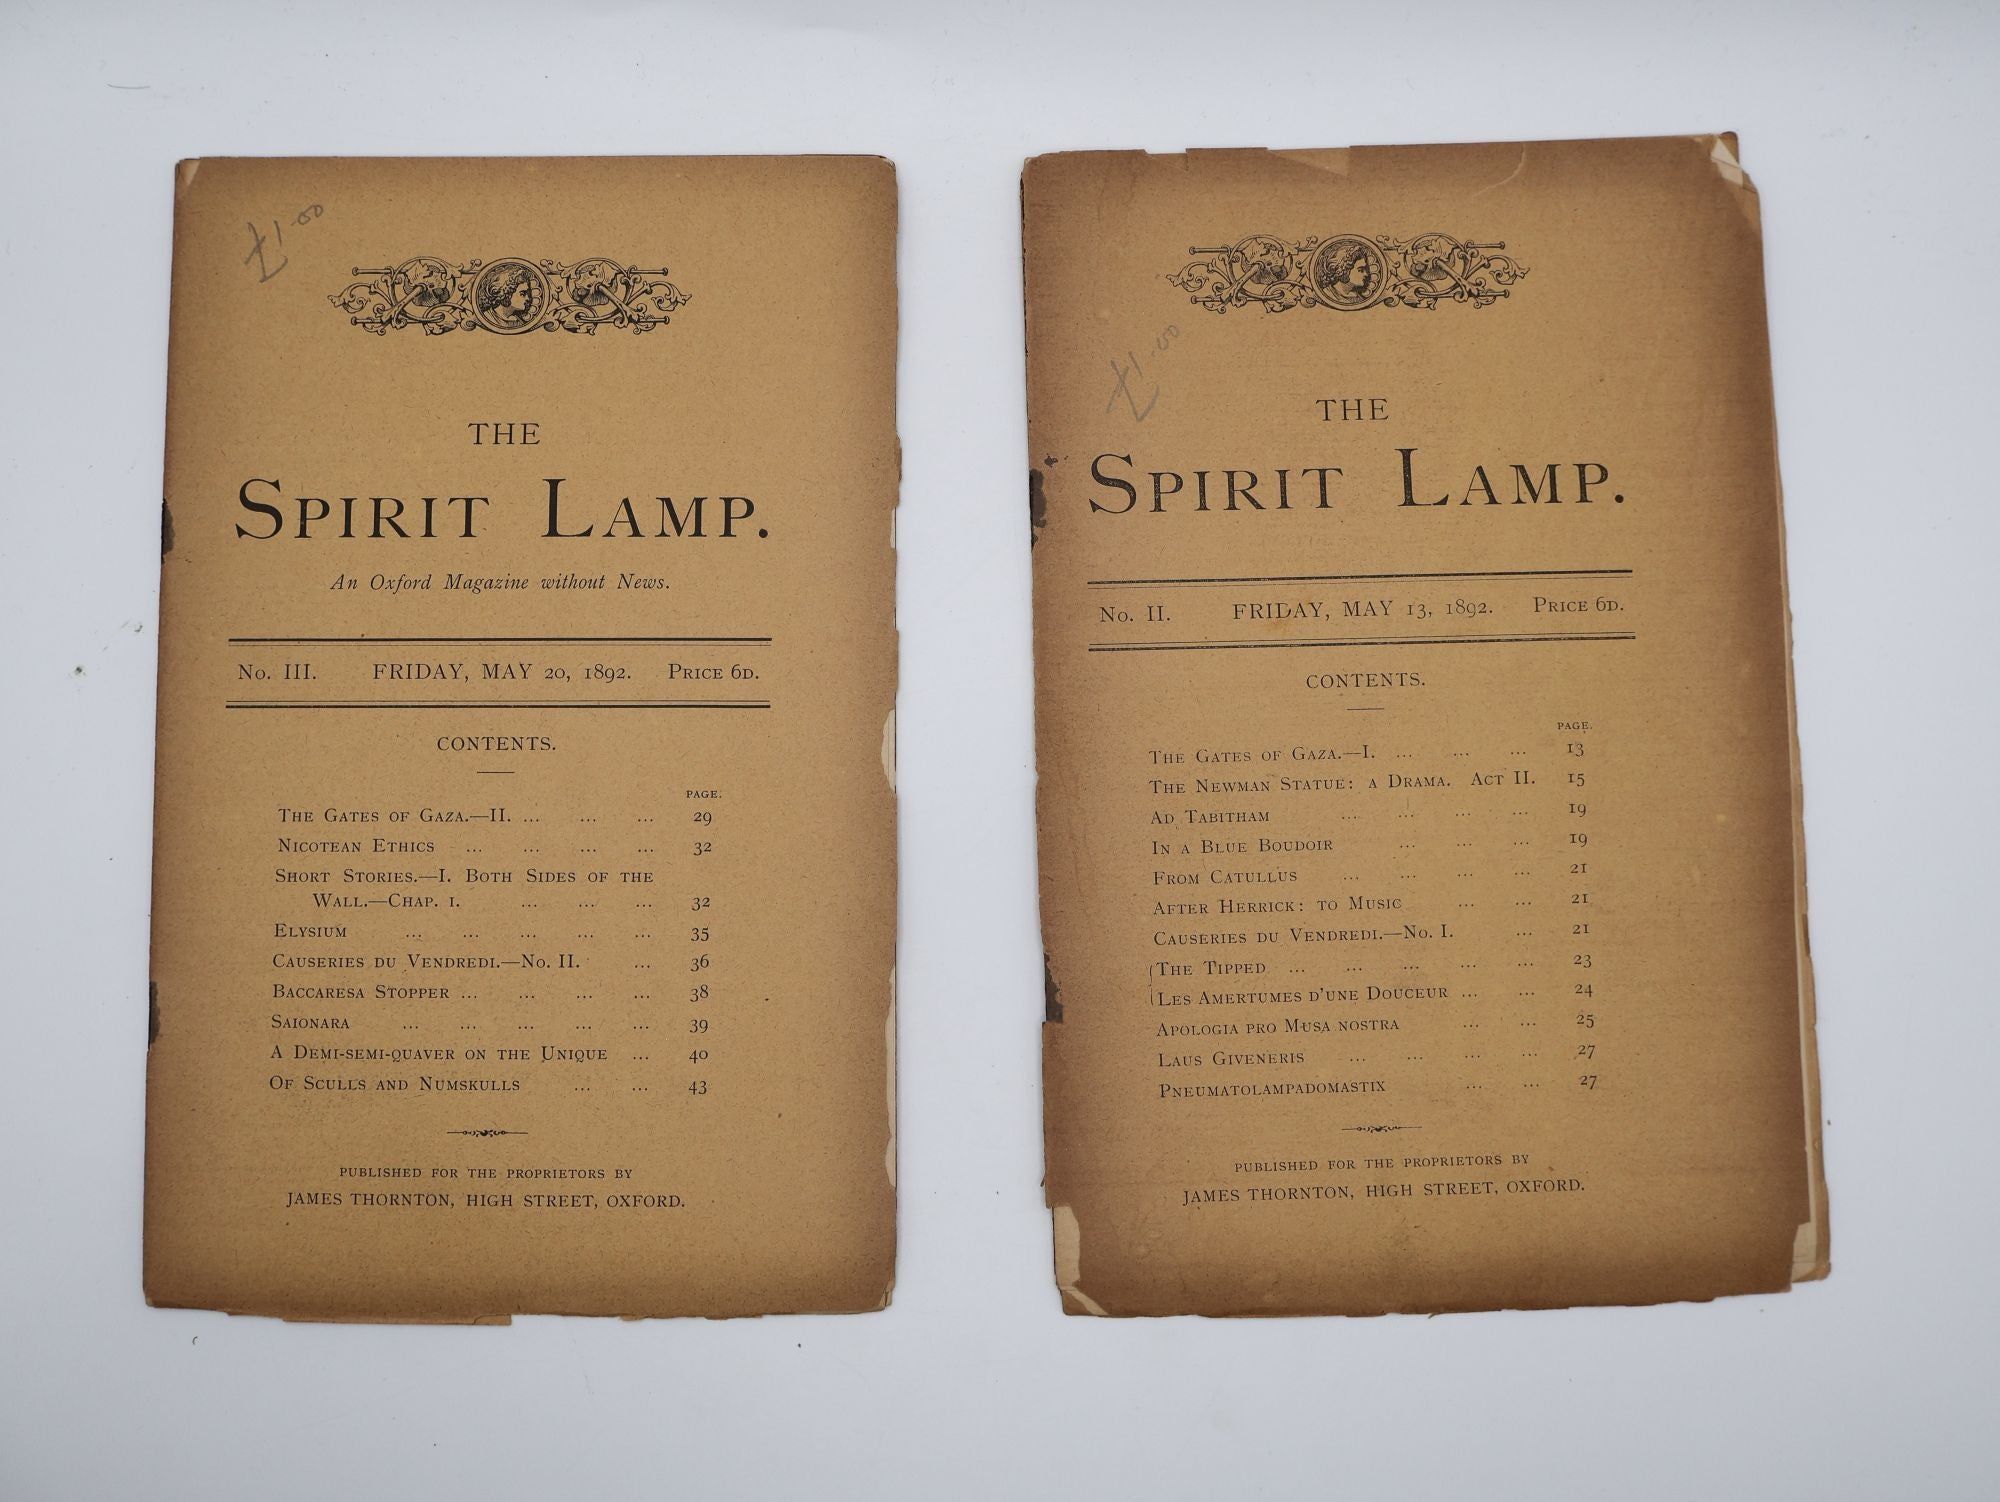 £1.00
THE
SPIRIT LAMP.
An Oxford Magazine without News.
No. III. FRIDAY, MAY 20, 1892. PRICE 6D.
CONTENTS.
PAGE.
THE GATES OF GAZA.—II. ... ... ... 29
NICOTEAN ETHICS ... ... ... ... 32
SHORT STORIES.—I. BOTH SIDES OF THE
WALL.—CHAP. I. ... ... ... 32
ELYSIUM ... ... ... ... ... 35
CAUSERIES DU VENDREDI.—NO. II. ... 36
BACCARESA STOPPER ... ... ... ... 38
SAIONARA ... ... ... ... ... 39
A DEMI-SEMI-QUAVER ON THE UNIQUE ... 40
OF SCULLS AND NUMSKULLS ... ... 43
PUBLISHED FOR THE PROPRIETORS BY
JAMES THORNTON, HIGH STREET, OXFORD.
£1.00
THE
SPIRIT LAMP.
No. II. FRIDAY, MAY 13, 1892. PRICE 6D.
CONTENTS.
PAGE.
THE GATES OF GAZA.—I. ... ... ... 13
THE NEWMAN STATUE: A DRAMA. ACT II. 15
AD TABITHAM ... ... ... ... 19
IN A BLUE BOUDOIR ... ... ... 19
FROM CATULLUS ... ... ... ... 21
AFTER HERRICK: TO MUSIC ... ... 21
CAUSERIES DU VENDREDI.—NO. I. ... 21
THE TIPPED ... ... ... ... ... 23
LES AMERTUMES D'UNE DOUCEUR ... ... 24
APOLOGIA PRO MUSA NOSTRA ... ... 25
LAUS GIVENERIS ... ... ... ... 27
PNEUMATOLAMPADOMASTIX ... ... 27
PUBLISHED FOR THE PROPRIETORS BY
JAMES THORNTON, HIGH STREET, OXFORD.